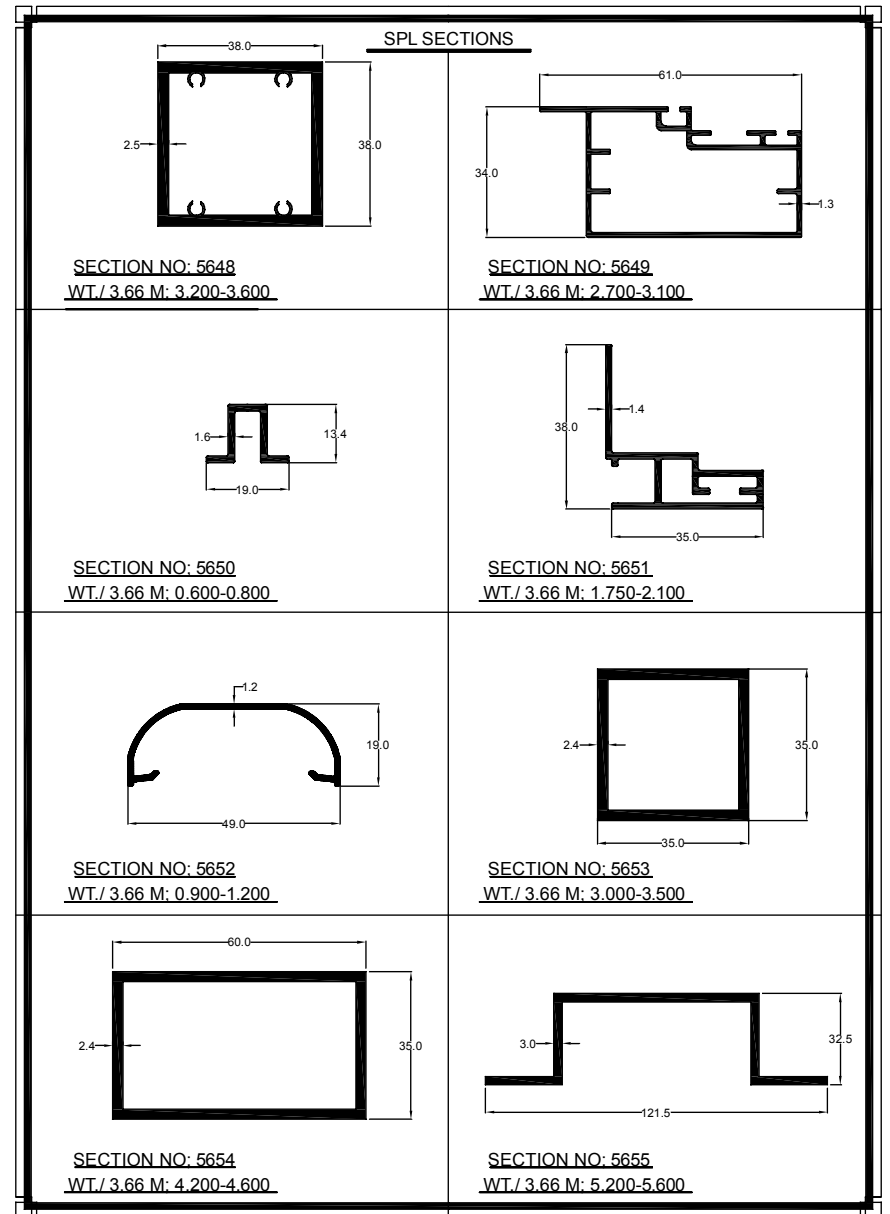 SPL SECTIONS
38.0
38.0
2.5
SECTION NO; 5648
WT./ 3.66 M; 3.200-3.600
61.0
34.0
1.3
SECTION NO; 5649
WT./ 3.66 M; 2.700-3.100
1.6
13.4
19.0
SECTION NO; 5650
WT./ 3.66 M; 0.600-0.800
1.4
38.0
35.0
SECTION NO; 5651
WT./ 3.66 M; 1.750-2.100
1.2
19.0
49.0
SECTION NO; 5652
WT./ 3.66 M; 0.900-1.200
2.4
35.0
35.0
SECTION NO; 5653
WT./ 3.66 M; 3.000-3.500
60.0
2.4
35.0
SECTION NO; 5654
WT./ 3.66 M; 4.200-4.600
3.0
32.5
121.5
SECTION NO; 5655
WT./ 3.66 M; 5.200-5.600